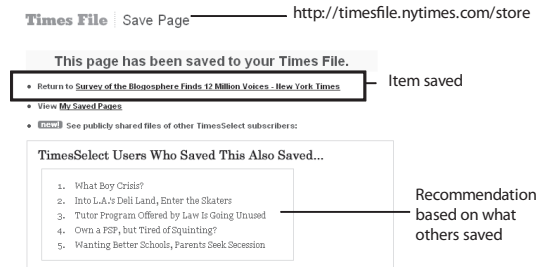 Times File Save Page
http://timesfile.nytimes.com/store
This page has been saved to your Times File.
Return to Survey of the Blogosphere Finds 12 Million Voices - New York Times
Item saved
View My Saved Pages
new! See publicly shared files of other TimesSelect subscribers:
TimesSelect Users Who Saved This Also Saved...
1. What Boy Crisis?
2. Into L.A.'s Deli Land, Enter the Skaters
3. Tutor Program Offered by Law Is Going Unused
4. Own a PSP, but Tired of Squinting?
5. Wanting Better Schools, Parents Seek Secession
Recommendation
based on what
others saved